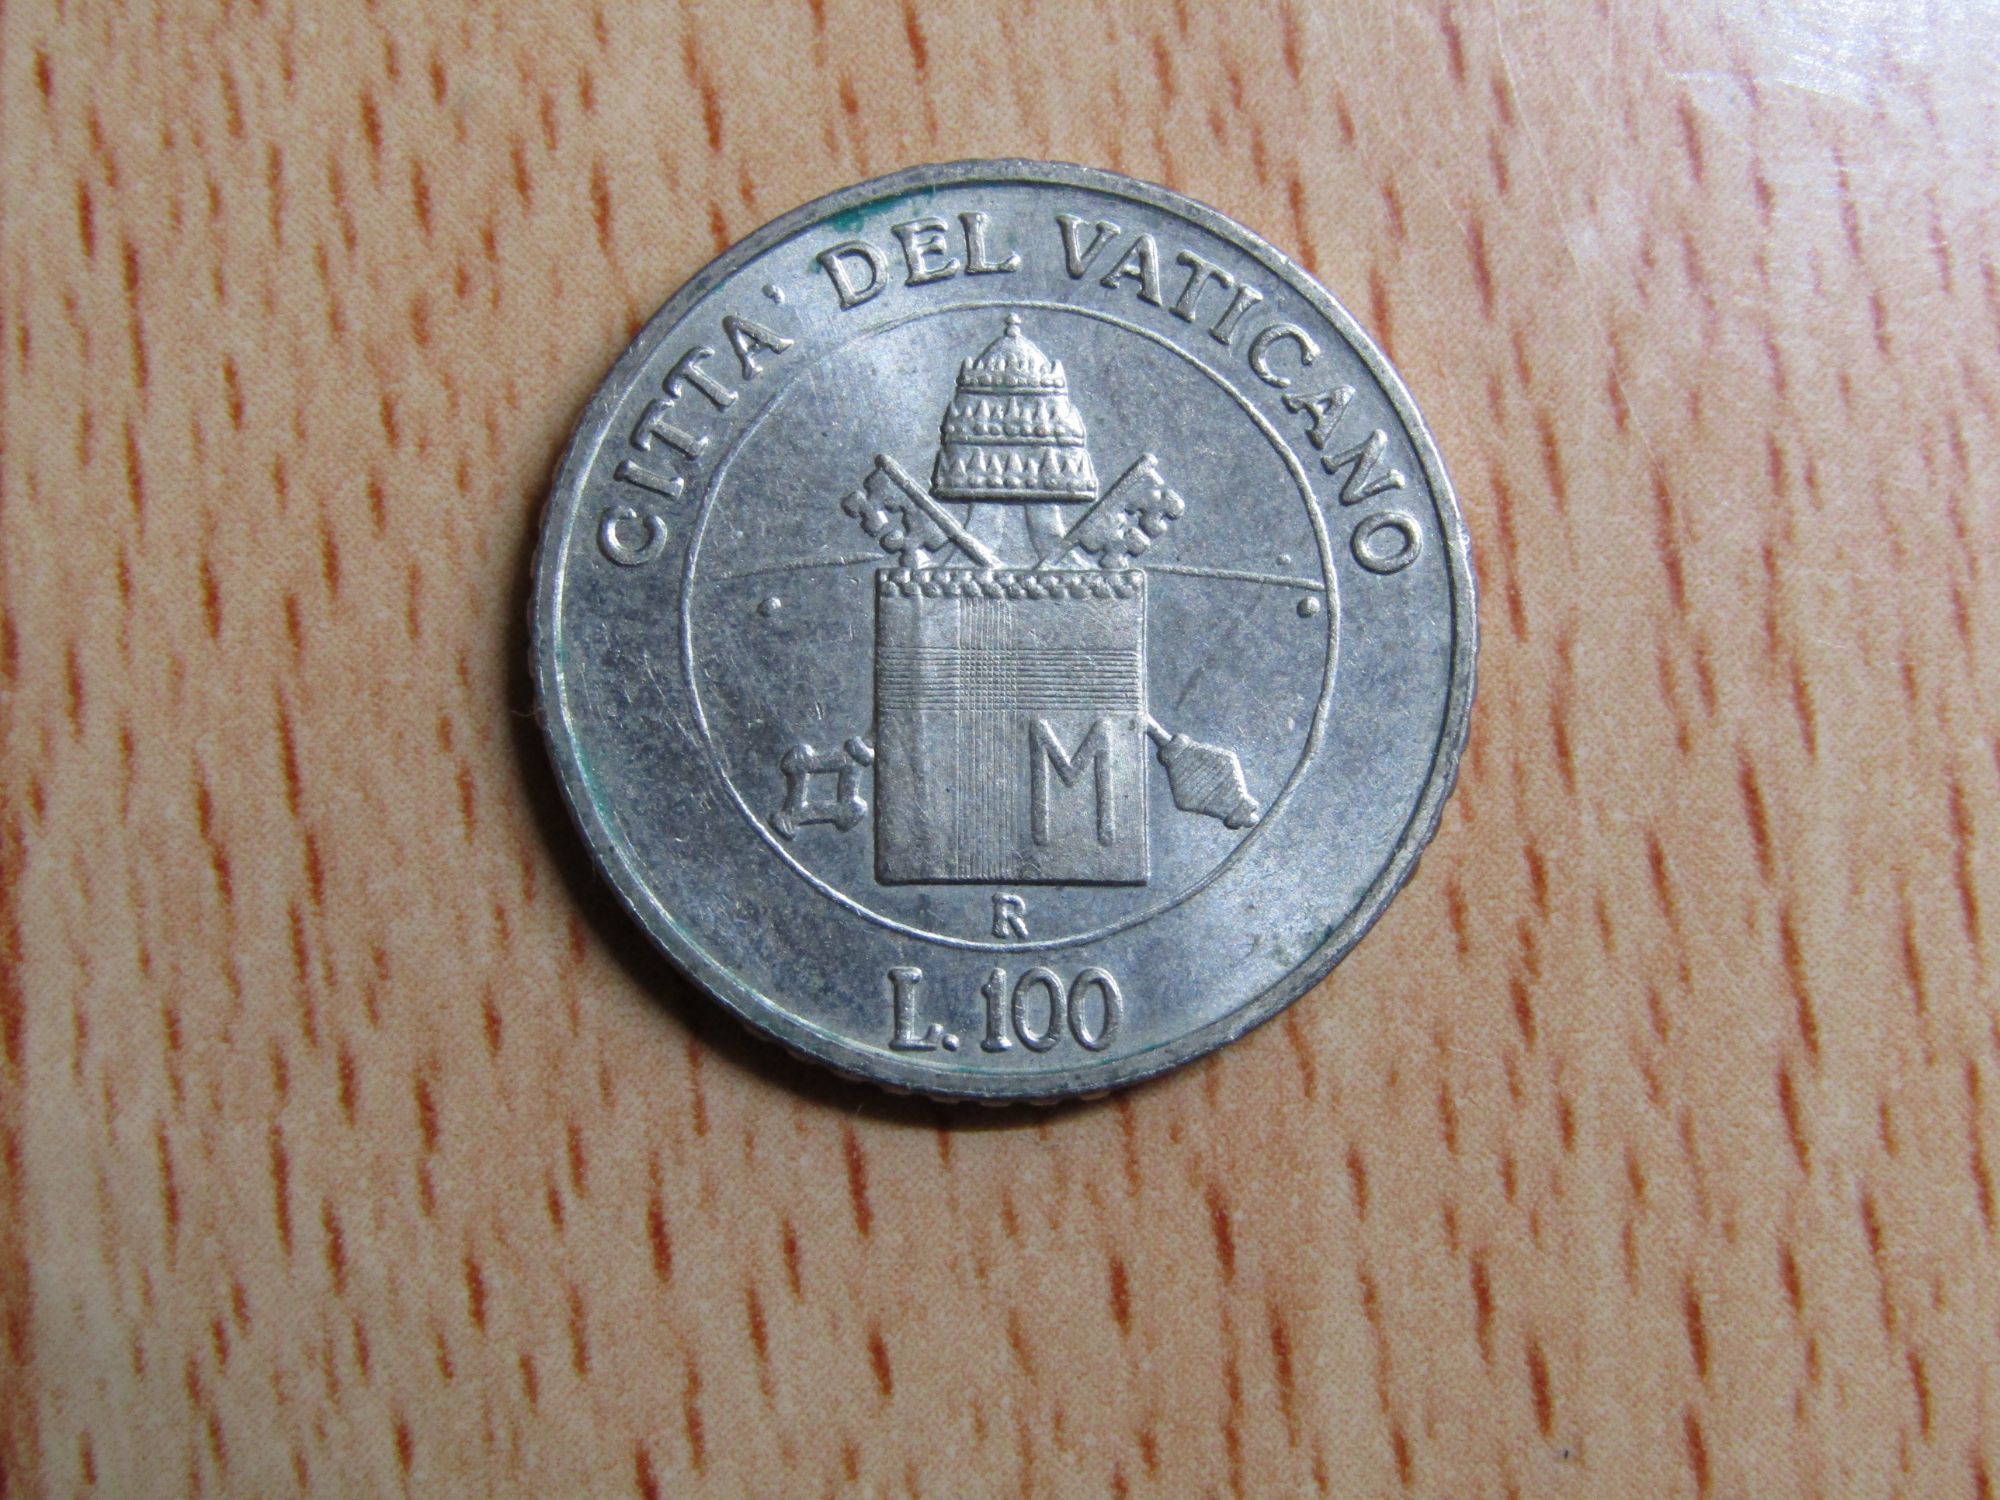 CITTA' DEL VATICANO
M
R
L. 100